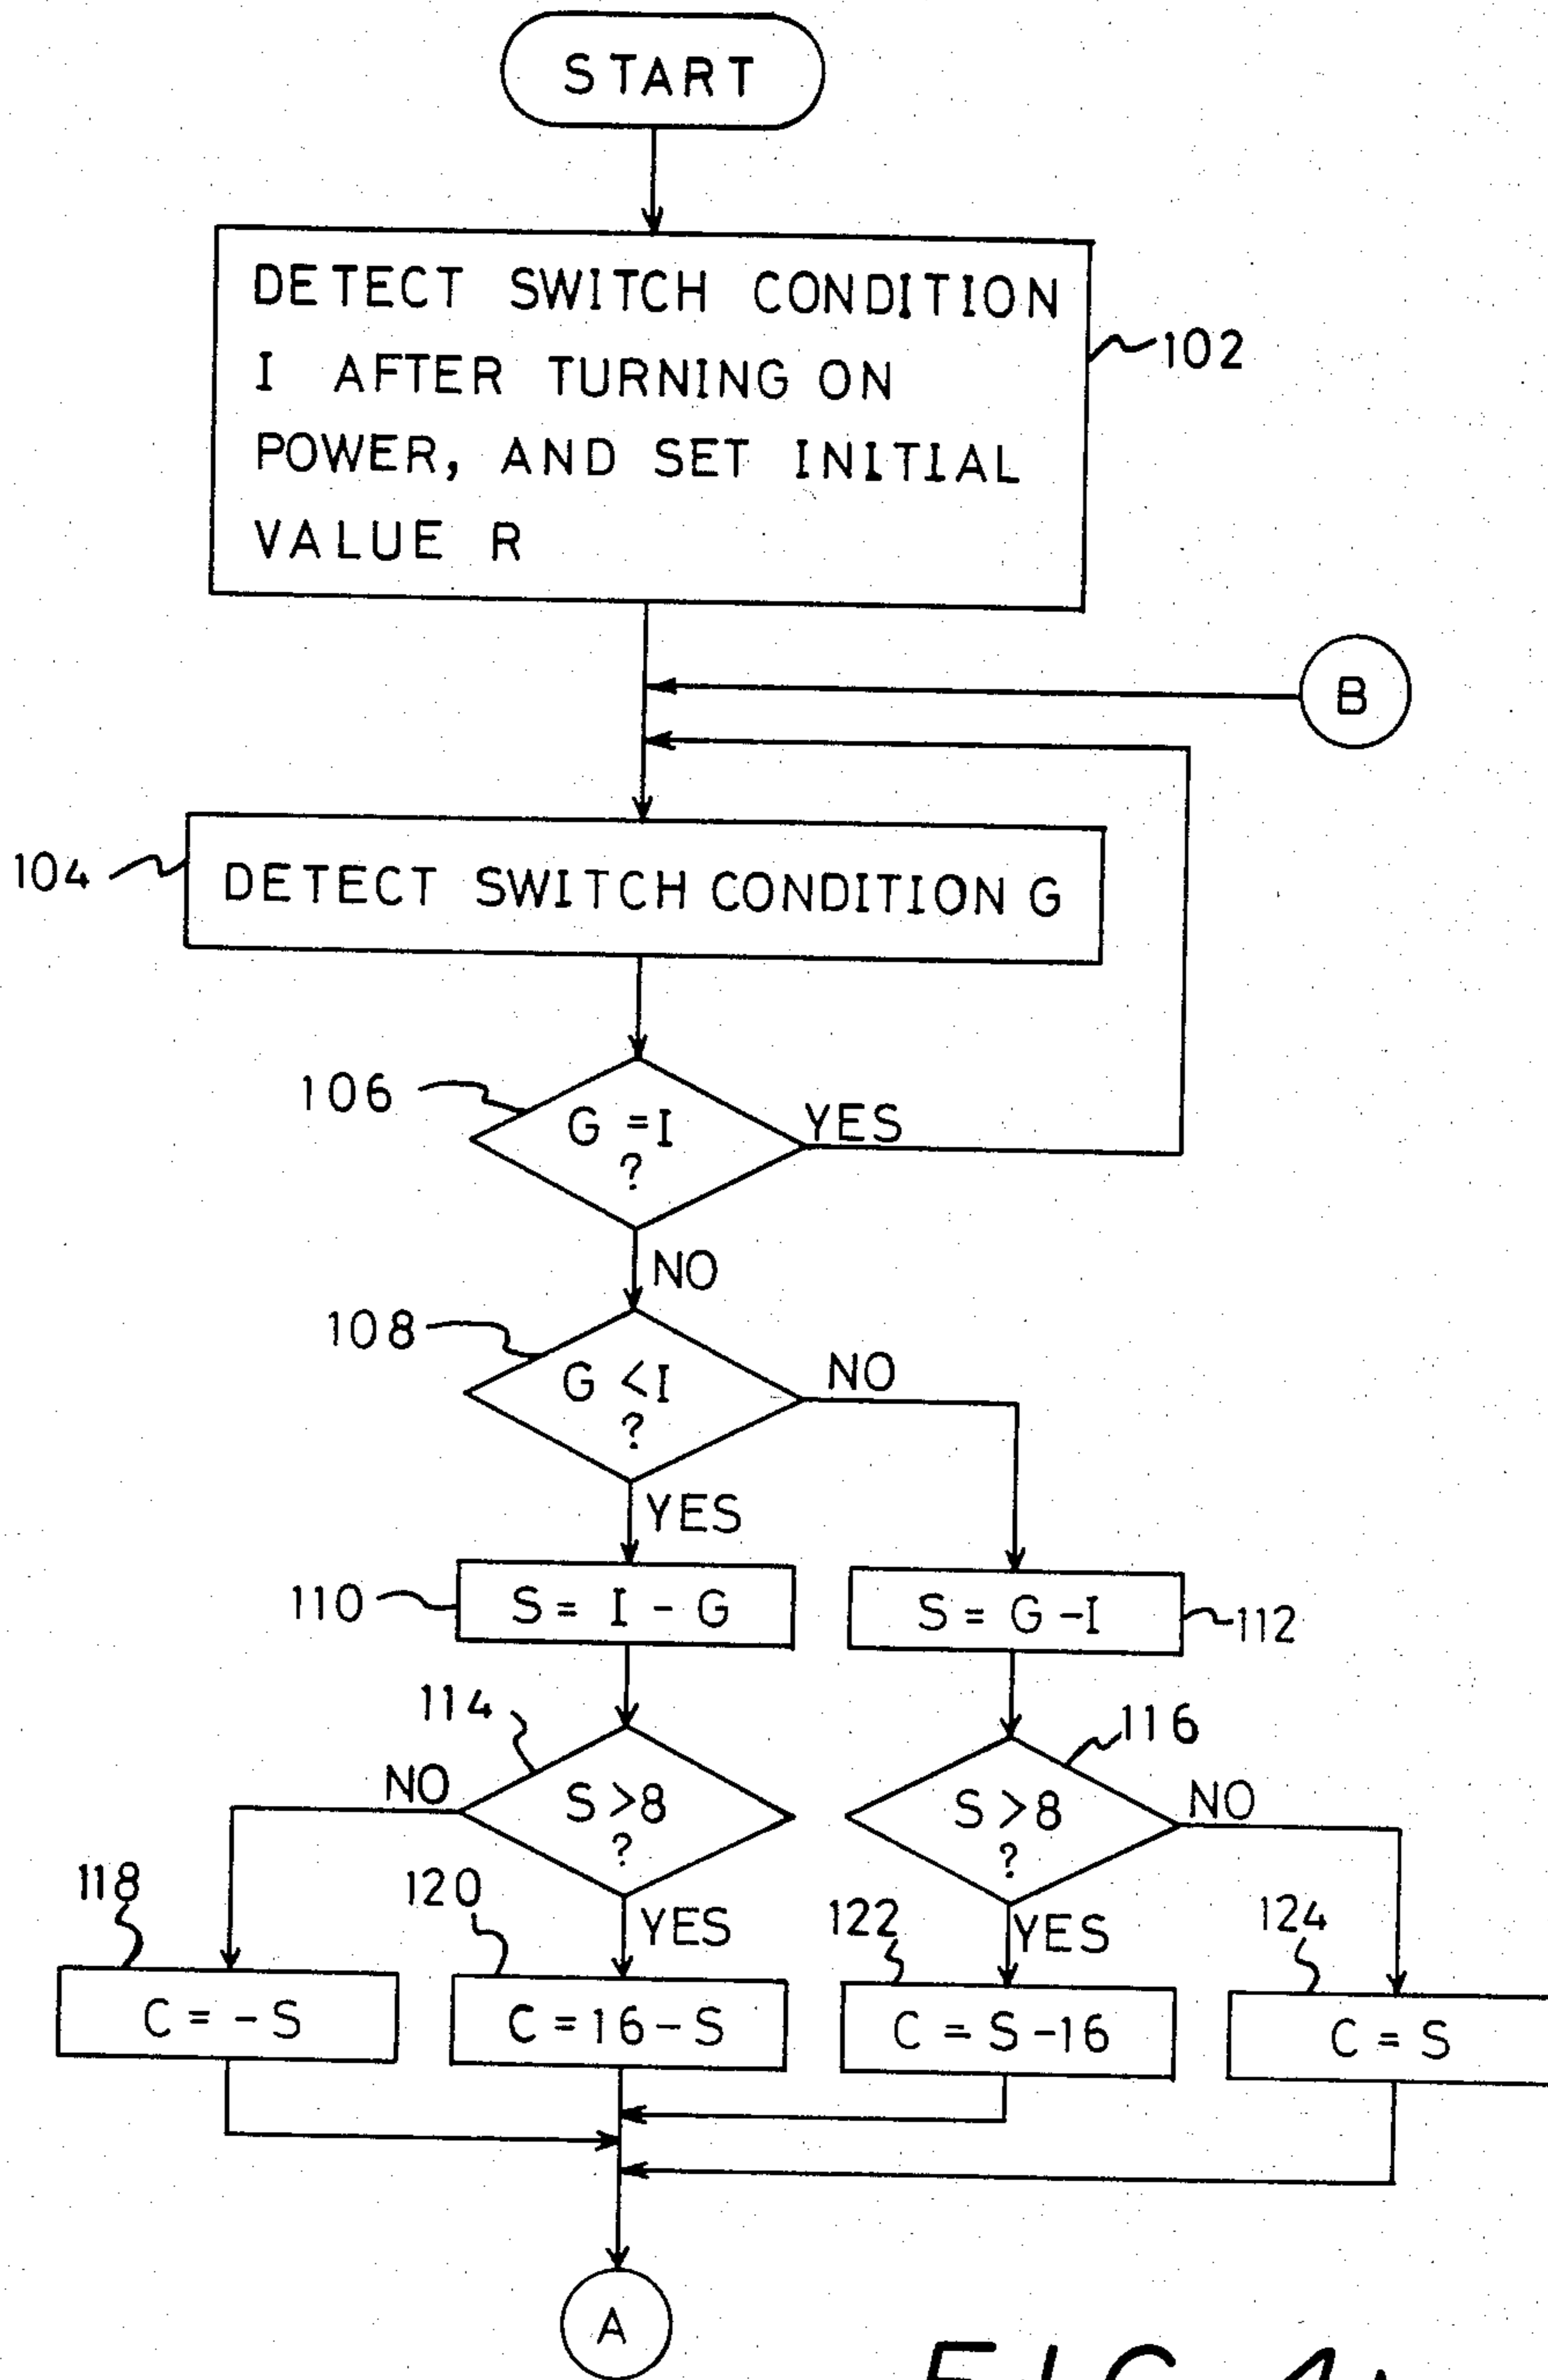 START
DETECT SWITCH CONDITION
I AFTER TURNING ON
POWER, AND SET INITIAL
VALUE R
102
B
104
DETECT SWITCH CONDITION G
106
G = I
?
YES
NO
108
G < I
?
NO
YES
110
S = I - G
S = G - I
112
114
116
NO
S > 8
?
S > 8
?
NO
118
120
YES
122
YES
124
C = - S
C = 16 - S
C = S - 16
C = S
A